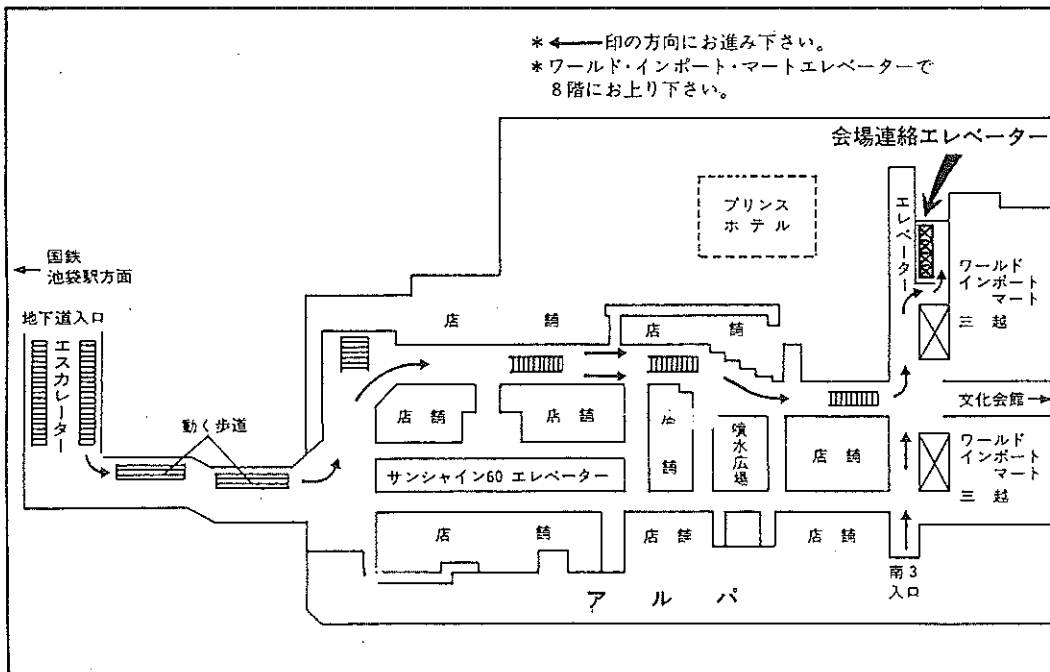 *←印の方向にお進み下さい。
*ワールド・インポート・マートエレベーターで
8階にお上り下さい。
会場連絡エレベーター
プリンス
ホテル
エレベーター
ワールド
インポート
マート
三越
← 国鉄
池袋駅方面
地下道入口
エスカレーター
動く歩道
店舗
店舗
店舗
店舗
店舗
噴水広場
店舗
文化会館→
ワールド
インポート
マート
三越
サンシャイン60 エレベーター
店舗
店舗
店舗
南3
入口
アルパ